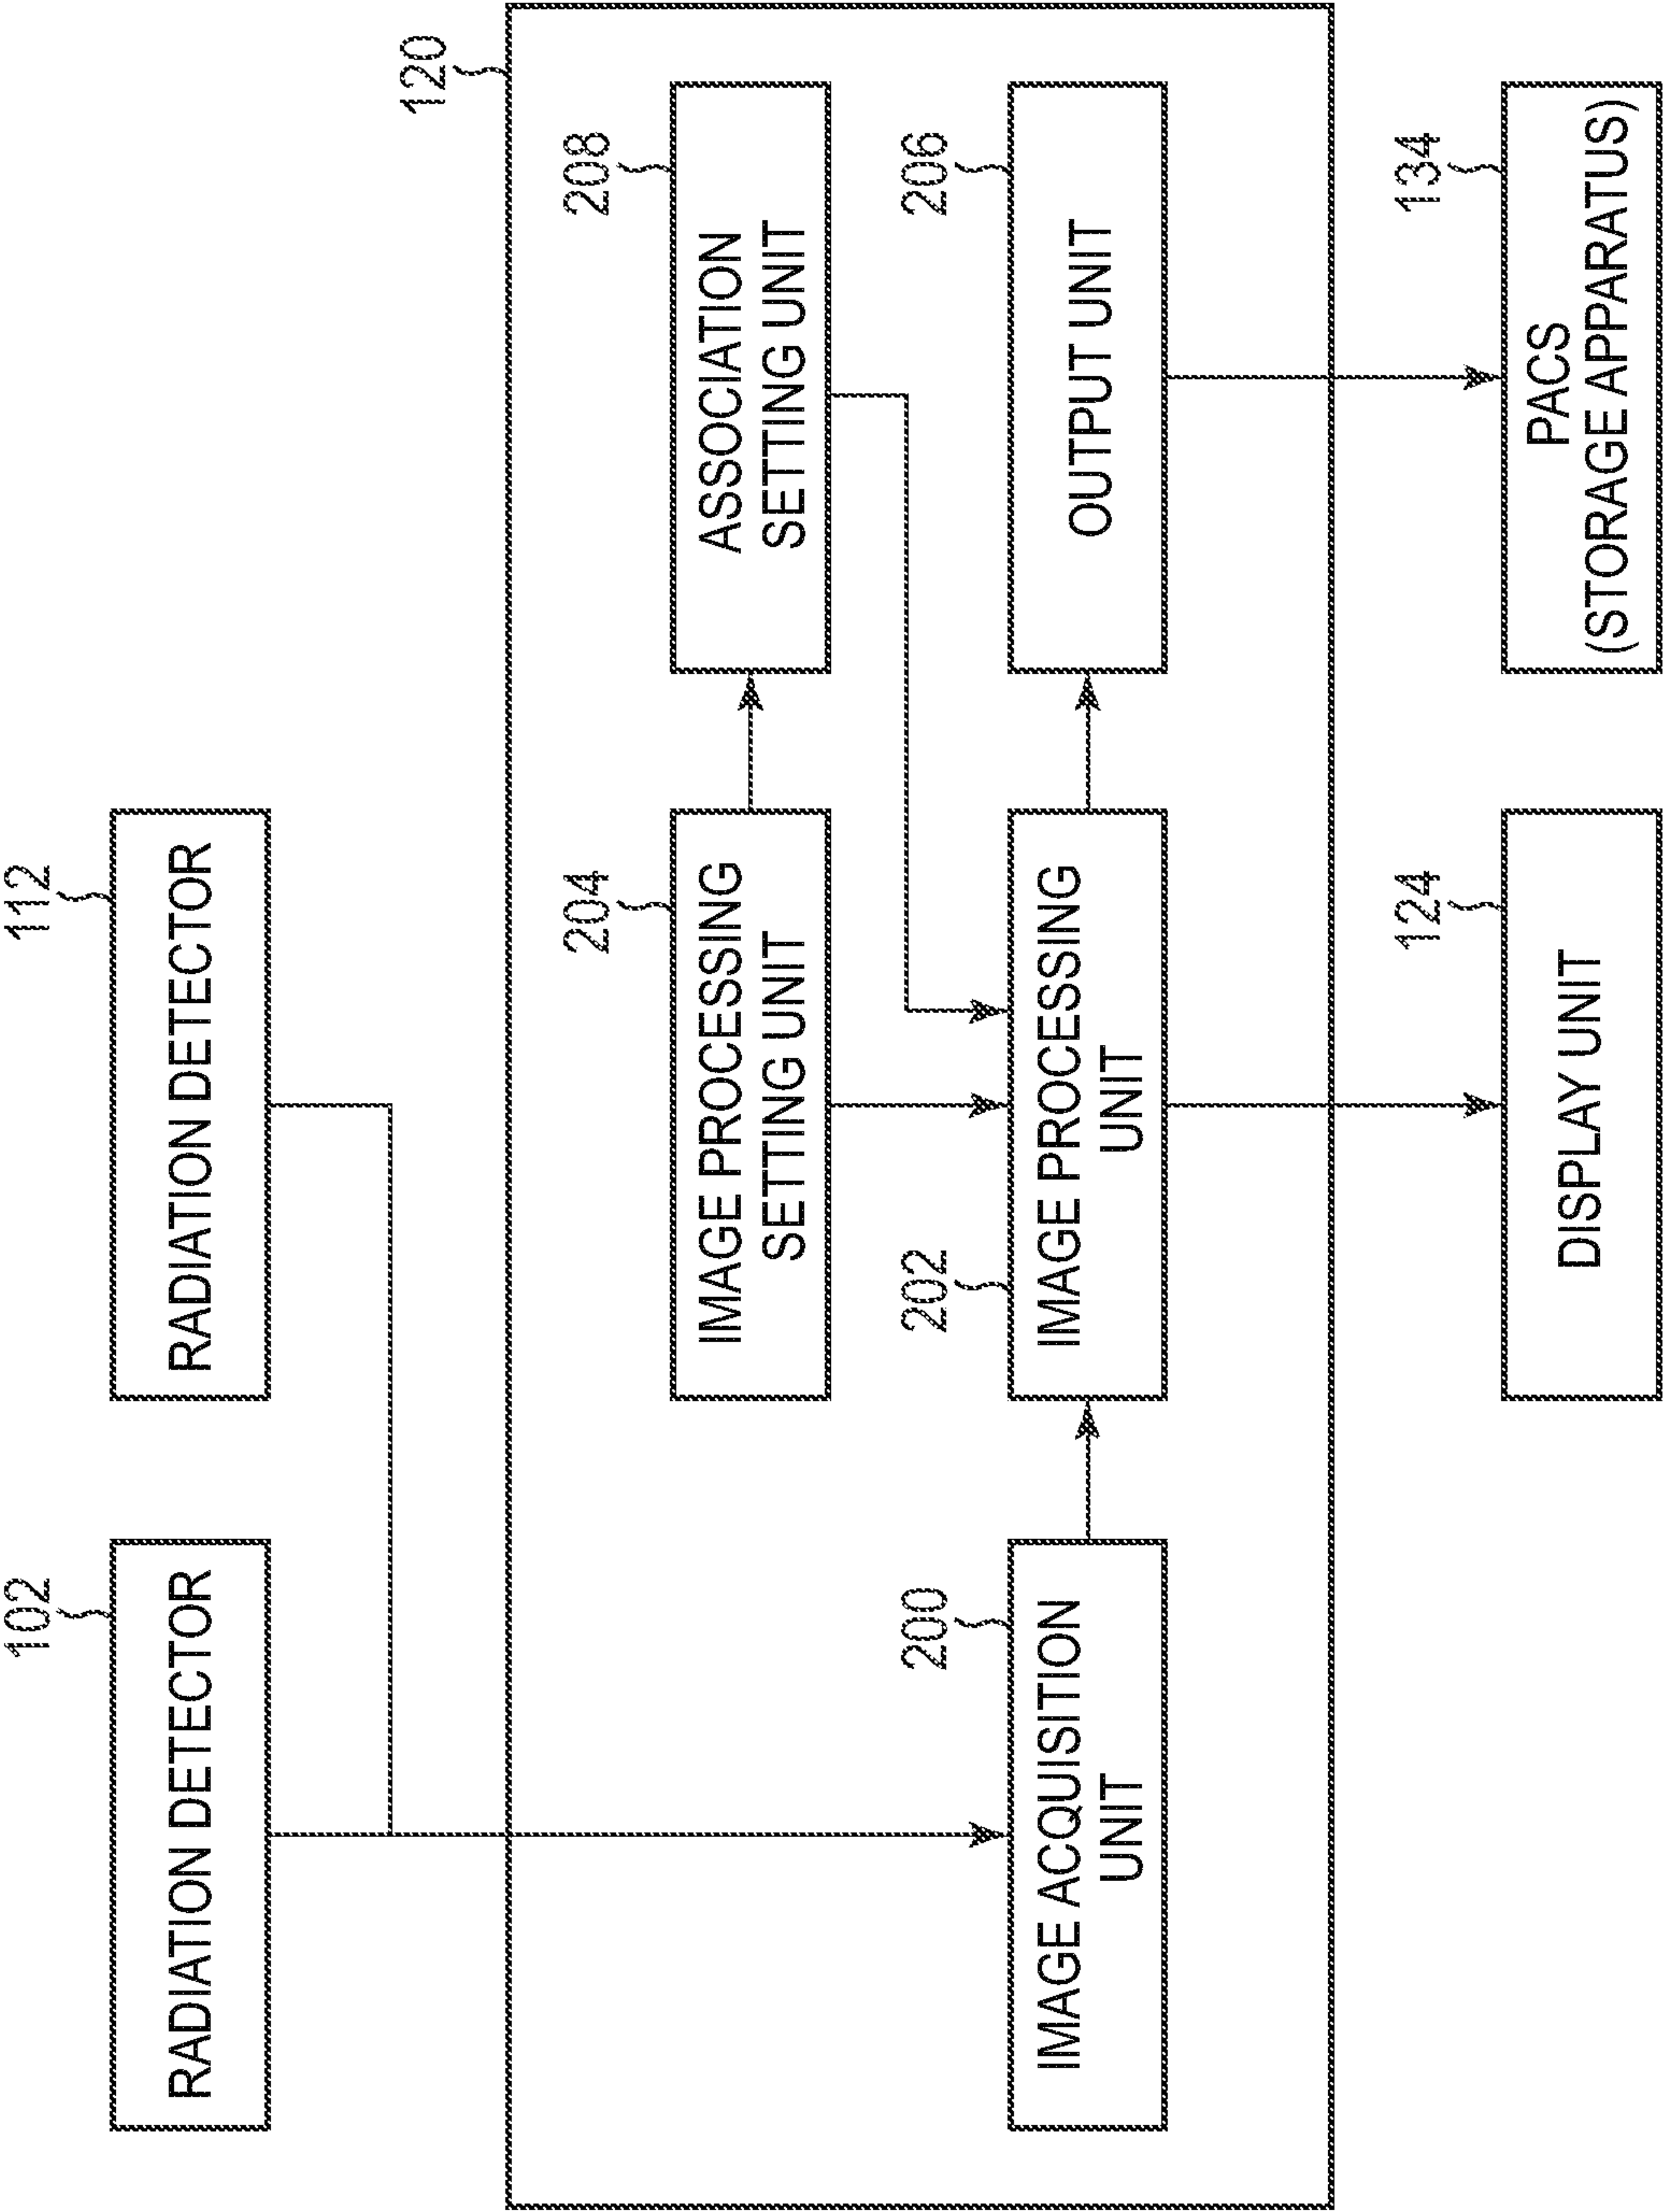 102
RADIATION DETECTOR
112
RADIATION DETECTOR
120
204
IMAGE PROCESSING
SETTING UNIT
208
ASSOCIATION
SETTING UNIT
200
IMAGE ACQUISITION
UNIT
202
IMAGE PROCESSING
UNIT
206
OUTPUT UNIT
124
DISPLAY UNIT
134
PACS
(STORAGE APPARATUS)